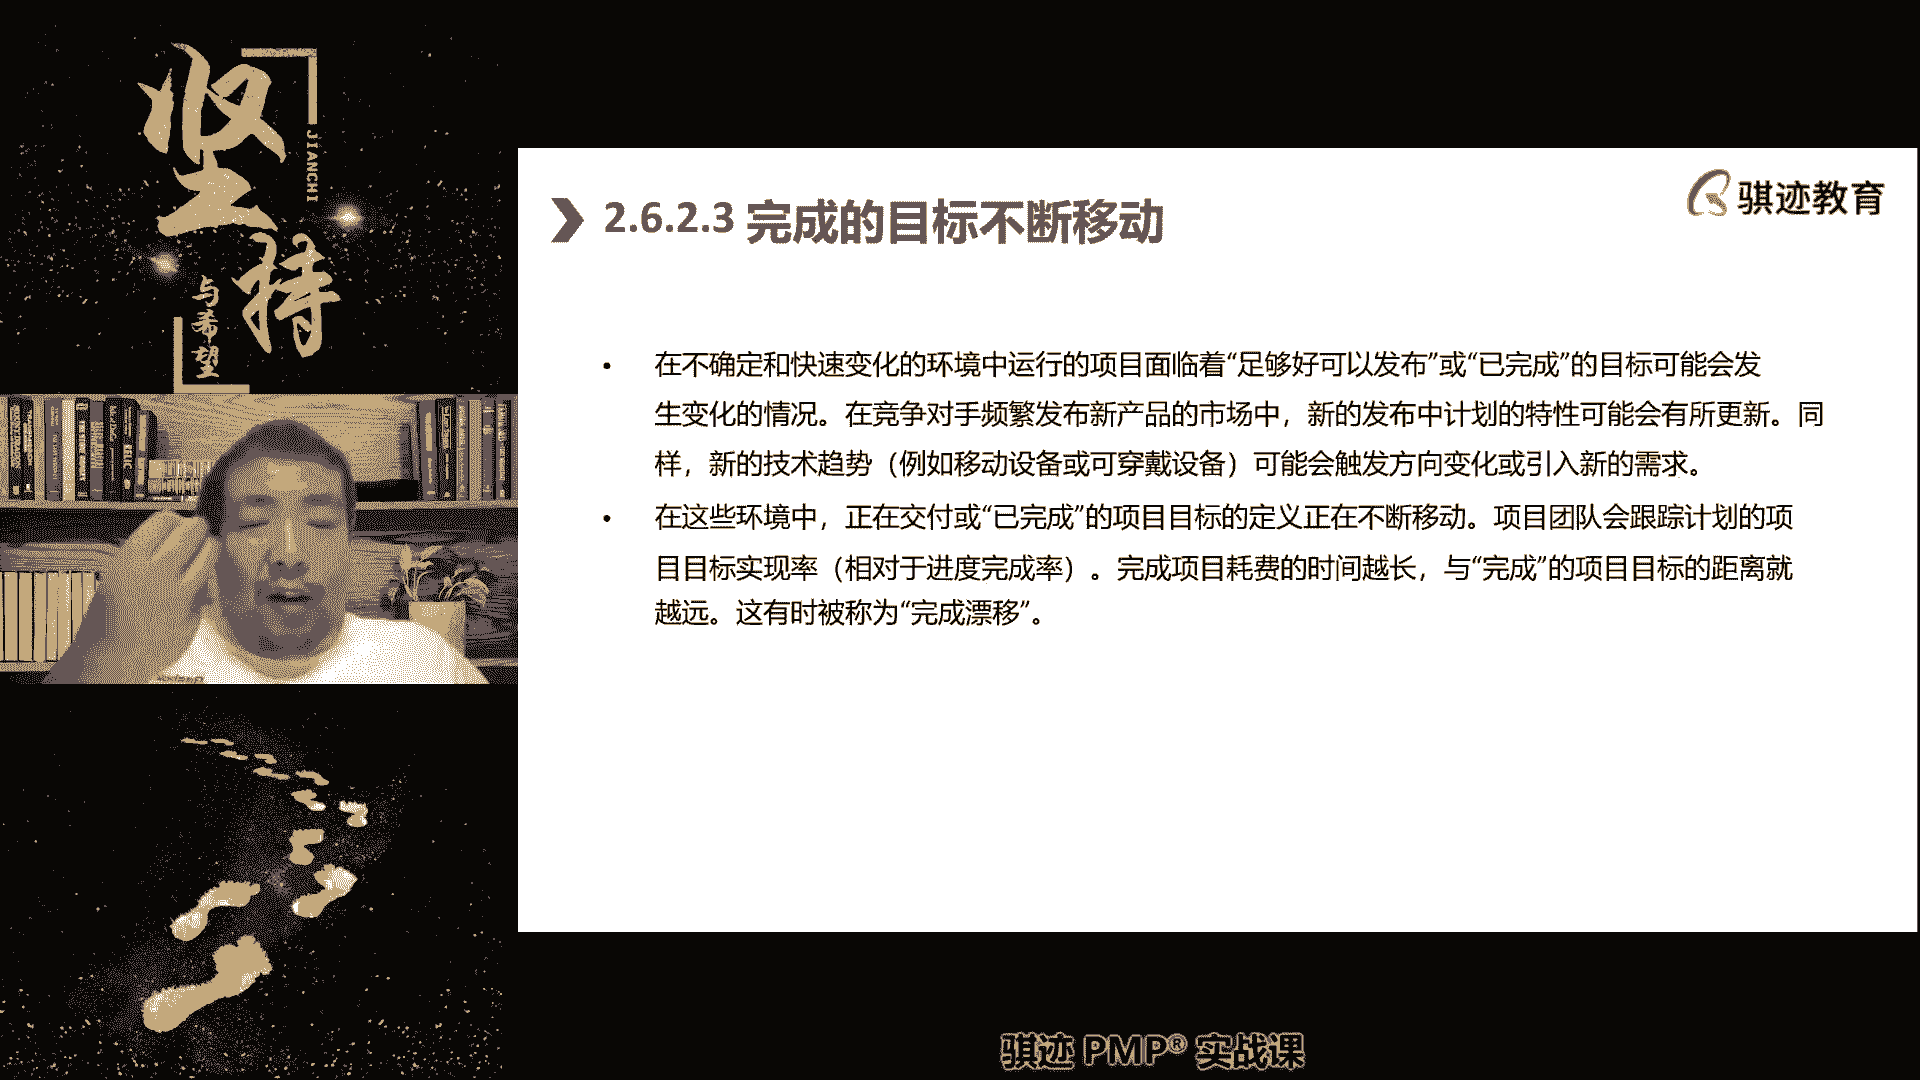 坚持
JIANCHI
与希望
骐迹教育
2.6.2.3 完成的目标不断移动
• 在不确定和快速变化的环境中运行的项目面临着“足够好可以发布”或“已完成”的目标可能会发
生变化的情况。在竞争对手频繁发布新产品的市场中，新的发布中计划的特性可能会有所更新。同
样，新的技术趋势（例如移动设备或可穿戴设备）可能会触发方向变化或引入新的需求。
• 在这些环境中，正在交付或“已完成”的项目目标的定义正在不断移动。项目团队会跟踪计划的项
目目标实现率（相对于进度完成率）。完成项目耗费的时间越长，与“完成”的项目目标的距离就
越远。这有时被称为“完成漂移”。
骐迹 PMP® 实战课